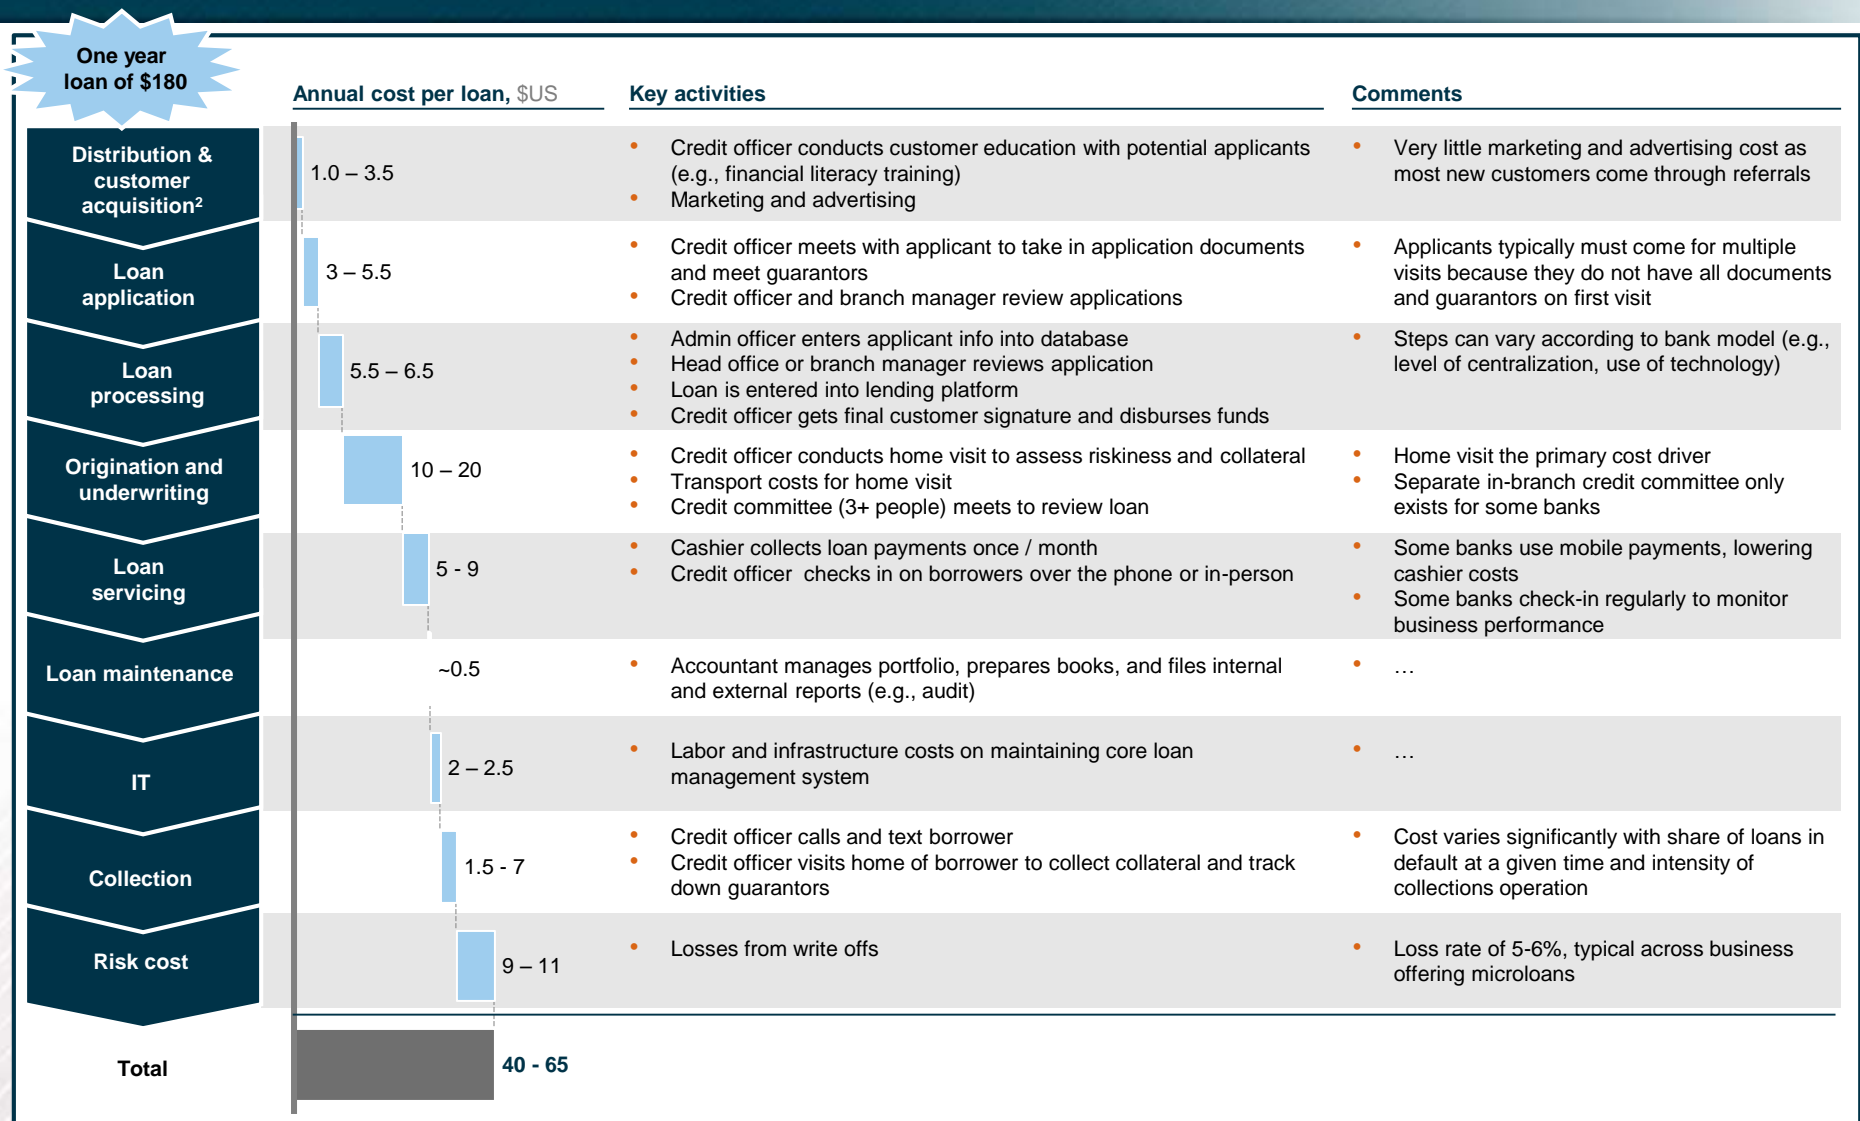 One year
loan of $180
Annual cost per loan, $US
Key activities
Comments
Distribution &
customer
acquisition²
1.0 – 3.5
• Credit officer conducts customer education with potential applicants
(e.g., financial literacy training)
• Marketing and advertising
• Very little marketing and advertising cost as
most new customers come through referrals
Loan
application
3 – 5.5
• Credit officer meets with applicant to take in application documents
and meet guarantors
• Credit officer and branch manager review applications
• Applicants typically must come for multiple
visits because they do not have all documents
and guarantors on first visit
Loan
processing
5.5 – 6.5
• Admin officer enters applicant info into database
• Head office or branch manager reviews application
• Loan is entered into lending platform
• Credit officer gets final customer signature and disburses funds
• Steps can vary according to bank model (e.g.,
level of centralization, use of technology)
Origination and
underwriting
10 – 20
• Credit officer conducts home visit to assess riskiness and collateral
• Transport costs for home visit
• Credit committee (3+ people) meets to review loan
• Home visit the primary cost driver
• Separate in-branch credit committee only
exists for some banks
Loan
servicing
5 - 9
• Cashier collects loan payments once / month
• Credit officer  checks in on borrowers over the phone or in-person
• Some banks use mobile payments, lowering
cashier costs
• Some banks check-in regularly to monitor
business performance
Loan maintenance
~0.5
• Accountant manages portfolio, prepares books, and files internal
and external reports (e.g., audit)
• …
IT
2 – 2.5
• Labor and infrastructure costs on maintaining core loan
management system
• …
Collection
1.5 - 7
• Credit officer calls and text borrower
• Credit officer visits home of borrower to collect collateral and track
down guarantors
• Cost varies significantly with share of loans in
default at a given time and intensity of
collections operation
Risk cost
9 – 11
• Losses from write offs
• Loss rate of 5-6%, typical across business
offering microloans
Total
40 - 65